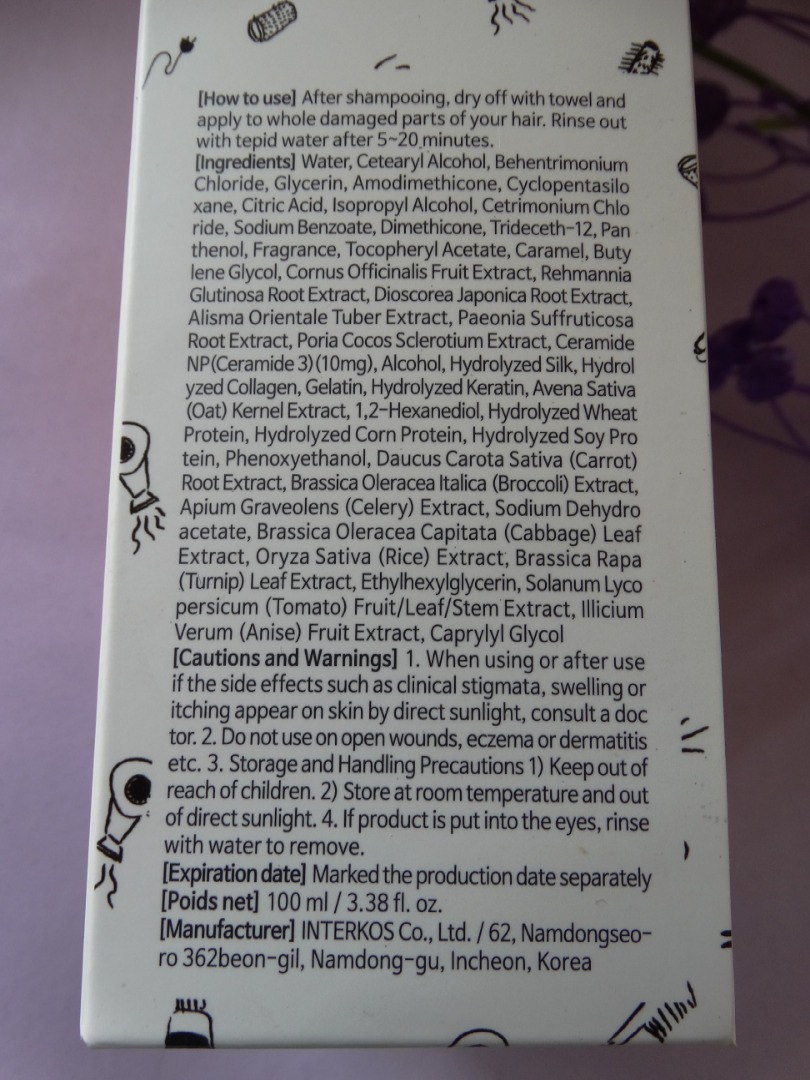 [How to use] After shampooing, dry off with towel and
apply to whole damaged parts of your hair. Rinse out
with tepid water after 5~20 minutes.
[Ingredients] Water, Cetearyl Alcohol, Behentrimonium
Chloride, Glycerin, Amodimethicone, Cyclopentasilo
xane, Citric Acid, Isopropyl Alcohol, Cetrimonium Chlo
ride, Sodium Benzoate, Dimethicone, Trideceth-12, Pan
thenol, Fragrance, Tocopheryl Acetate, Caramel, Buty
lene Glycol, Cornus Officinalis Fruit Extract, Rehmannia
Glutinosa Root Extract, Dioscorea Japonica Root Extract,
Alisma Orientale Tuber Extract, Paeonia Suffruticosa
Root Extract, Poria Cocos Sclerotium Extract, Ceramide
NP(Ceramide 3)(10mg), Alcohol, Hydrolyzed Silk, Hydrol
yzed Collagen, Gelatin, Hydrolyzed Keratin, Avena Sativa
(Oat) Kernel Extract, 1,2-Hexanediol, Hydrolyzed Wheat
Protein, Hydrolyzed Corn Protein, Hydrolyzed Soy Pro
tein, Phenoxyethanol, Daucus Carota Sativa (Carrot)
Root Extract, Brassica Oleracea Italica (Broccoli) Extract,
Apium Graveolens (Celery) Extract, Sodium Dehydro
acetate, Brassica Oleracea Capitata (Cabbage) Leaf
Extract, Oryza Sativa (Rice) Extract, Brassica Rapa
(Turnip) Leaf Extract, Ethylhexylglycerin, Solanum Lyco
persicum (Tomato) Fruit/Leaf/Stem Extract, Illicium
Verum (Anise) Fruit Extract, Caprylyl Glycol
[Cautions and Warnings] 1. When using or after use
if the side effects such as clinical stigmata, swelling or
itching appear on skin by direct sunlight, consult a doc
tor. 2. Do not use on open wounds, eczema or dermatitis
etc. 3. Storage and Handling Precautions 1) Keep out of
reach of children. 2) Store at room temperature and out
of direct sunlight. 4. If product is put into the eyes, rinse
with water to remove.
[Expiration date] Marked the production date separately
[Poids net] 100 ml / 3.38 fl. oz.
[Manufacturer] INTERKOS Co., Ltd. / 62, Namdongseo-
ro 362beon-gil, Namdong-gu, Incheon, Korea